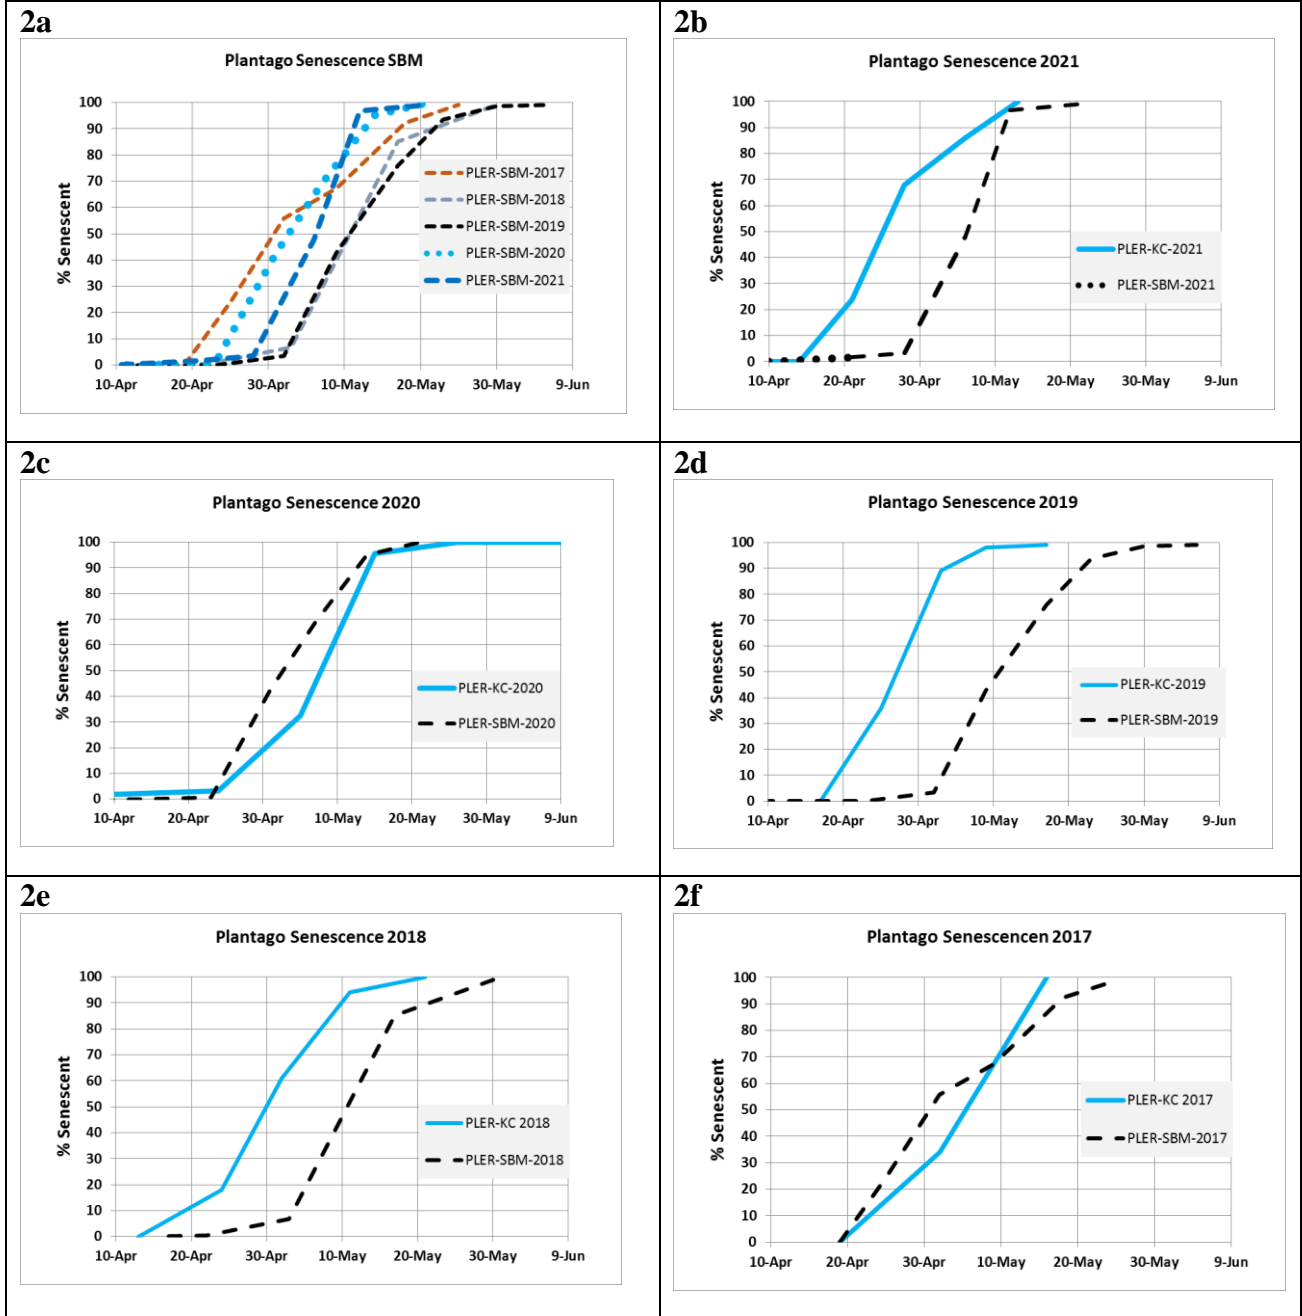 2a
Plantago Senescence SBM
% Senescent
100
90
80
70
60
50
40
30
20
10
0
10-Apr 20-Apr 30-Apr 10-May 20-May 30-May 9-Jun
PLER-SBM-2017
PLER-SBM-2018
PLER-SBM-2019
PLER-SBM-2020
PLER-SBM-2021
2b
Plantago Senescence 2021
% Senescent
100
90
80
70
60
50
40
30
20
10
0
10-Apr 20-Apr 30-Apr 10-May 20-May 30-May 9-Jun
PLER-KC-2021
PLER-SBM-2021
2c
Plantago Senescence 2020
% Senescent
100
90
80
70
60
50
40
30
20
10
0
10-Apr 20-Apr 30-Apr 10-May 20-May 30-May 9-Jun
PLER-KC-2020
PLER-SBM-2020
2d
Plantago Senescence 2019
% Senescent
100
90
80
70
60
50
40
30
20
10
0
10-Apr 20-Apr 30-Apr 10-May 20-May 30-May 9-Jun
PLER-KC-2019
PLER-SBM-2019
2e
Plantago Senescence 2018
% Senescent
100
90
80
70
60
50
40
30
20
10
0
10-Apr 20-Apr 30-Apr 10-May 20-May 30-May 9-Jun
PLER-KC 2018
PLER-SBM-2018
2f
Plantago Senescencen 2017
% Senescent
100
90
80
70
60
50
40
30
20
10
0
10-Apr 20-Apr 30-Apr 10-May 20-May 30-May 9-Jun
PLER-KC 2017
PLER-SBM-2017